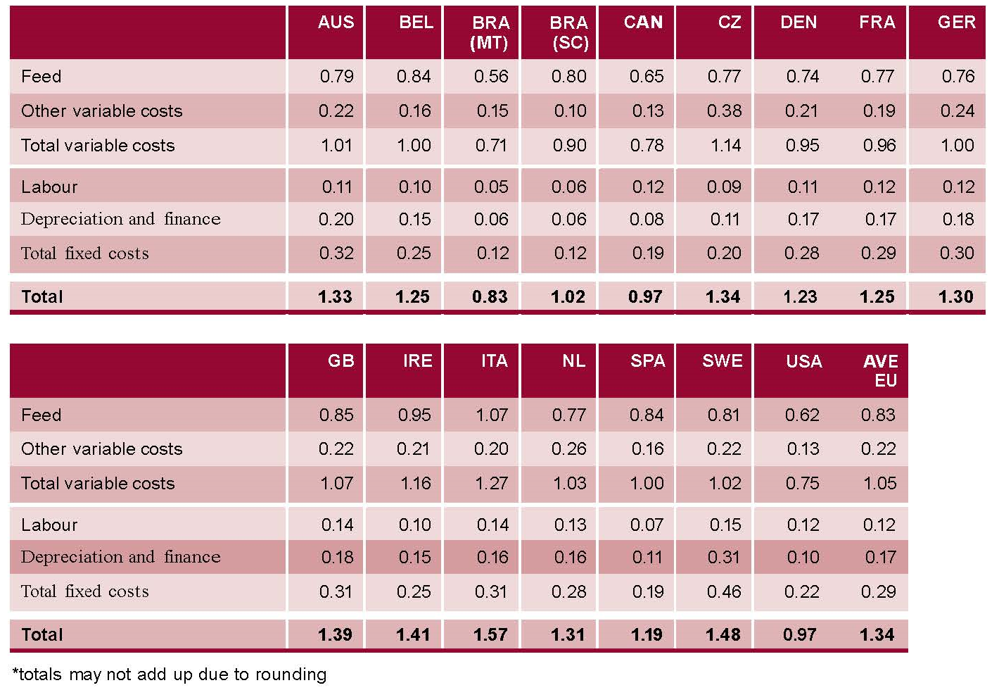 AUS BEL BRA (MT) BRA (SC) CAN CZ DEN FRA GER
Feed 0.79 0.84 0.56 0.80 0.65 0.77 0.74 0.77 0.76
Other variable costs 0.22 0.16 0.15 0.10 0.13 0.38 0.21 0.19 0.24
Total variable costs 1.01 1.00 0.71 0.90 0.78 1.14 0.95 0.96 1.00
Labour 0.11 0.10 0.05 0.06 0.12 0.09 0.11 0.12 0.12
Depreciation and finance 0.20 0.15 0.06 0.06 0.08 0.11 0.17 0.17 0.18
Total fixed costs 0.32 0.25 0.12 0.12 0.19 0.20 0.28 0.29 0.30
Total 1.33 1.25 0.83 1.02 0.97 1.34 1.23 1.25 1.30
GB IRE ITA NL SPA SWE USA AVE EU
Feed 0.85 0.95 1.07 0.77 0.84 0.81 0.62 0.83
Other variable costs 0.22 0.21 0.20 0.26 0.16 0.22 0.13 0.22
Total variable costs 1.07 1.16 1.27 1.03 1.00 1.02 0.75 1.05
Labour 0.14 0.10 0.14 0.13 0.07 0.15 0.12 0.12
Depreciation and finance 0.18 0.15 0.16 0.16 0.11 0.31 0.10 0.17
Total fixed costs 0.31 0.25 0.31 0.28 0.19 0.46 0.22 0.29
Total 1.39 1.41 1.57 1.31 1.19 1.48 0.97 1.34
*totals may not add up due to rounding